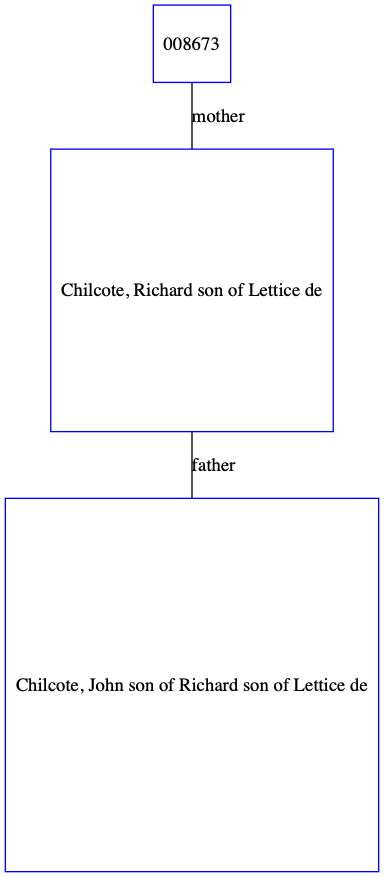 008673
mother
Chilcote, Richard son of Lettice de
father
Chilcote, John son of Richard son of Lettice de